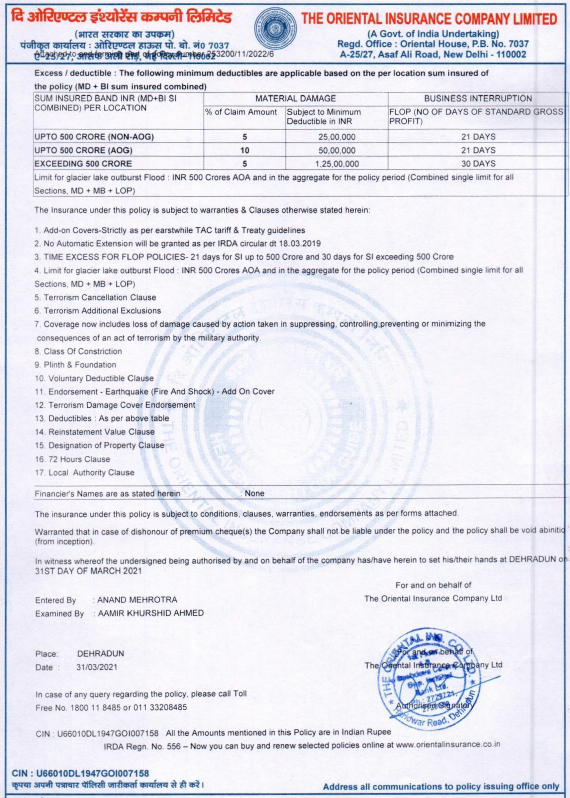 दि ओरिएण्टल इंश्योरेंस कम्पनी लिमिटेड
(भारत सरकार का उपकम)
पंजीकृत कार्यालय : ओरिएण्टल हाऊस पो. बो. नं० 7037
THE ORIENTAL INSURANCE COMPANY LIMITED
(A Govt. of India Undertaking)
Regd. Office : Oriental House, P.B. No. 7037
A-25/27, Asaf Ali Road, New Delhi - 110002
Attached to and forming part of policy number 253200/11/2022/6
Excess / deductible : The following minimum deductibles are applicable based on the per location sum insured of
the policy (MD + BI sum insured combined)
SUM INSURED BAND INR (MD+BI SI COMBINED) PER LOCATION MATERIAL DAMAGE BUSINESS INTERRUPTION
% of Claim Amount Subject to Minimum Deductible in INR FLOP (NO OF DAYS OF STANDARD GROSS PROFIT)
UPTO 500 CRORE (NON-AOG) 5 25,00,000 21 DAYS
UPTO 500 CRORE (AOG) 10 50,00,000 21 DAYS
EXCEEDING 500 CRORE 5 1,25,00,000 30 DAYS
Limit for glacier lake outburst Flood : INR 500 Crores AOA and in the aggregate for the policy period (Combined single limit for all
Sections, MD + MB + LOP)
The Insurance under this policy is subject to warranties & Clauses otherwise stated herein:
1. Add-on Covers-Strictly as per earstwhile TAC tariff & Treaty guidelines
2. No Automatic Extension will be granted as per IRDA circular dt 18.03.2019
3. TIME EXCESS FOR FLOP POLICIES- 21 days for SI up to 500 Crore and 30 days for SI exceeding 500 Crore
4. Limit for glacier lake outburst Flood : INR 500 Crores AOA and in the aggregate for the policy period (Combined single limit for all
Sections, MD + MB + LOP)
5. Terrorism Cancellation Clause
6. Terrorism Additional Exclusions
7. Coverage now includes loss of damage caused by action taken in suppressing, controlling,preventing or minimizing the
consequences of an act of terrorism by the military authority.
8. Class Of Constriction
9. Plinth & Foundation
10. Voluntary Deductible Clause
11. Endorsement - Earthquake (Fire And Shock) - Add On Cover
12. Terrorism Damage Cover Endorsement
13. Deductibles : As per above table
14. Reinstatement Value Clause
15. Designation of Property Clause
16. 72 Hours Clause
17. Local Authority Clause
Financier's Names are as stated herein : None
The insurance under this policy is subject to conditions, clauses, warranties, endorsements as per forms attached.
Warranted that in case of dishonour of premium cheque(s) the Company shall not be liable under the policy and the policy shall be void abinitio
(from inception).
In witness whereof the undersigned being authorised by and on behalf of the company has/have herein to set his/their hands at DEHRADUN on
31ST DAY OF MARCH 2021
For and on behalf of
Entered By : ANAND MEHROTRA The Oriental Insurance Company Ltd
Examined By : AAMIR KHURSHID AHMED
Place: DEHRADUN For and on behalf of
Date : 31/03/2021 The Oriental Insurance Company Ltd
In case of any query regarding the policy, please call Toll
Free No. 1800 11 8485 or 011 33208485 Authorised Signatory
CIN : U66010DL1947GOI007158 All the Amounts mentioned in this Policy are in Indian Rupee
IRDA Regn. No. 556 – Now you can buy and renew selected policies online at www.orientalinsurance.co.in
CIN : U66010DL1947GOI007158
कृपया अपनी पत्राचार पॉलिसी जारीकर्ता कार्यालय से ही करें।
Address all communications to policy issuing office only